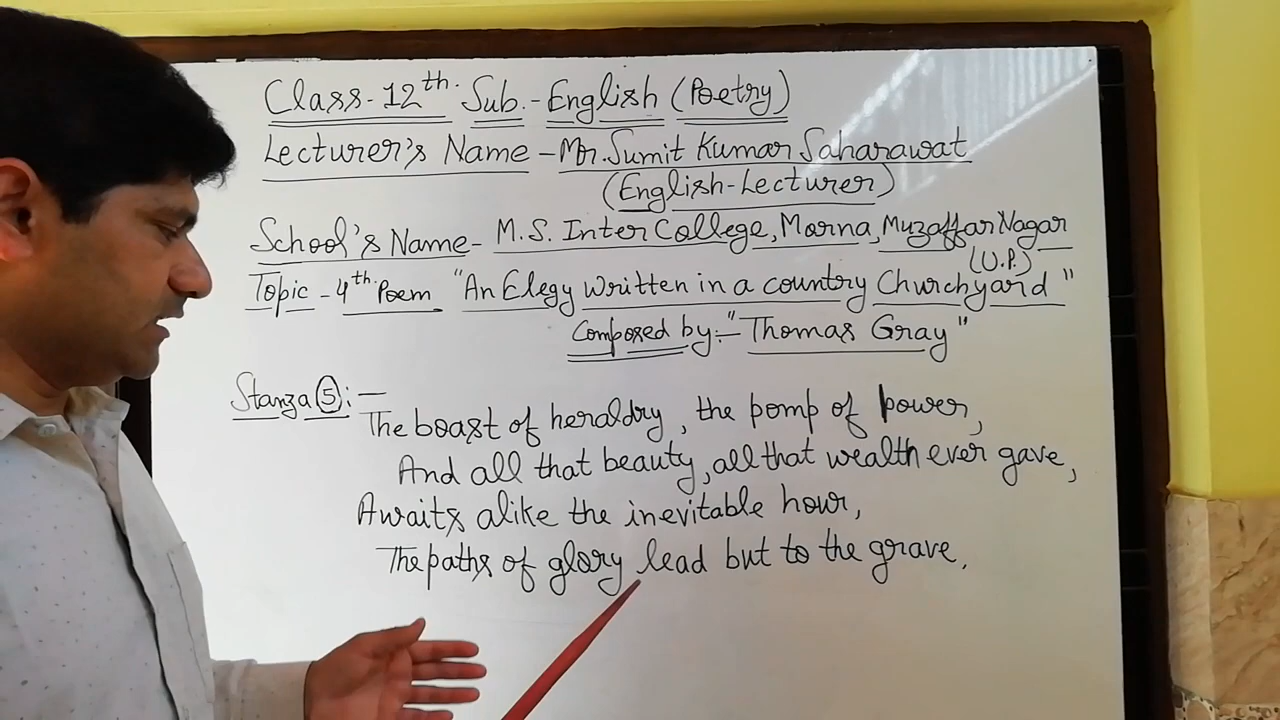 Class-12th. Sub.-English (Poetry)
Lecturer's Name -Mr. Sumit Kumar Saharawat
(English-Lecturer)
School's Name- M.S. Inter College, Morna, Muzaffar Nagar
(U.P.)
Topic -4th Poem "An Elegy written in a country Churchyard"
Composed by:- "Thomas Gray"
Stanza 5:-
The boast of heraldry, the pomp of power,
And all that beauty, all that wealth ever gave,
Awaits alike the inevitable hour,
The paths of glory lead but to the grave.